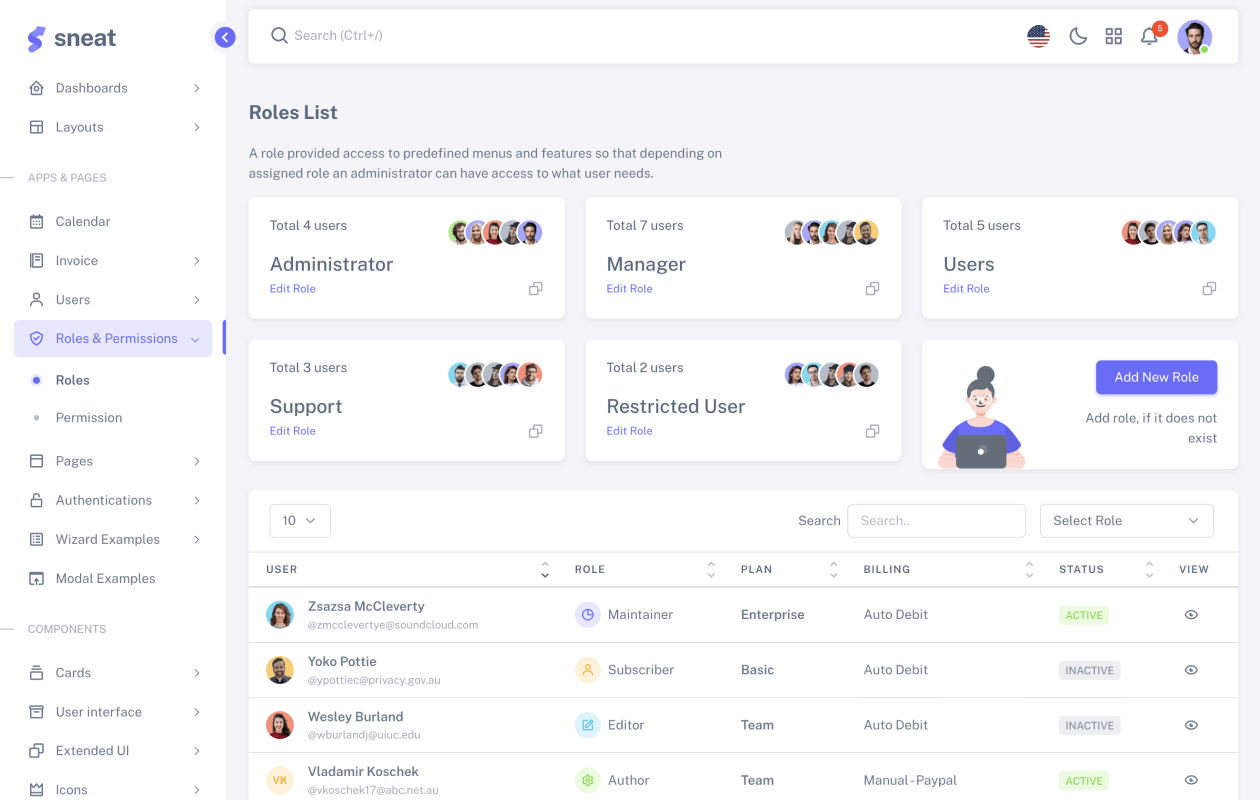 sneat
Dashboards
Layouts
APPS & PAGES
Calendar
Invoice
Users
Roles & Permissions
Roles
Permission
Pages
Authentications
Wizard Examples
Modal Examples
COMPONENTS
Cards
User interface
Extended UI
Icons
Search (Ctrl+/)
5
Roles List
A role provided access to predefined menus and features so that depending on
assigned role an administrator can have access to what user needs.
Total 4 users
Administrator
Edit Role
Total 7 users
Manager
Edit Role
Total 5 users
Users
Edit Role
Total 3 users
Support
Edit Role
Total 2 users
Restricted User
Edit Role
Add New Role
Add role, if it does not
exist
10 Search Search.. Select Role
USER ROLE PLAN BILLING STATUS VIEW
Zsazsa McCleverty Maintainer Enterprise Auto Debit ACTIVE
@zmcclevertye@soundcloud.com
Yoko Pottie Subscriber Basic Auto Debit INACTIVE
@ypottiec@privacy.gov.au
Wesley Burland Editor Team Auto Debit INACTIVE
@wburlandj@uiuc.edu
VK Vladamir Koschek Author Team Manual-Paypal ACTIVE
@vkoschek17@abc.net.au